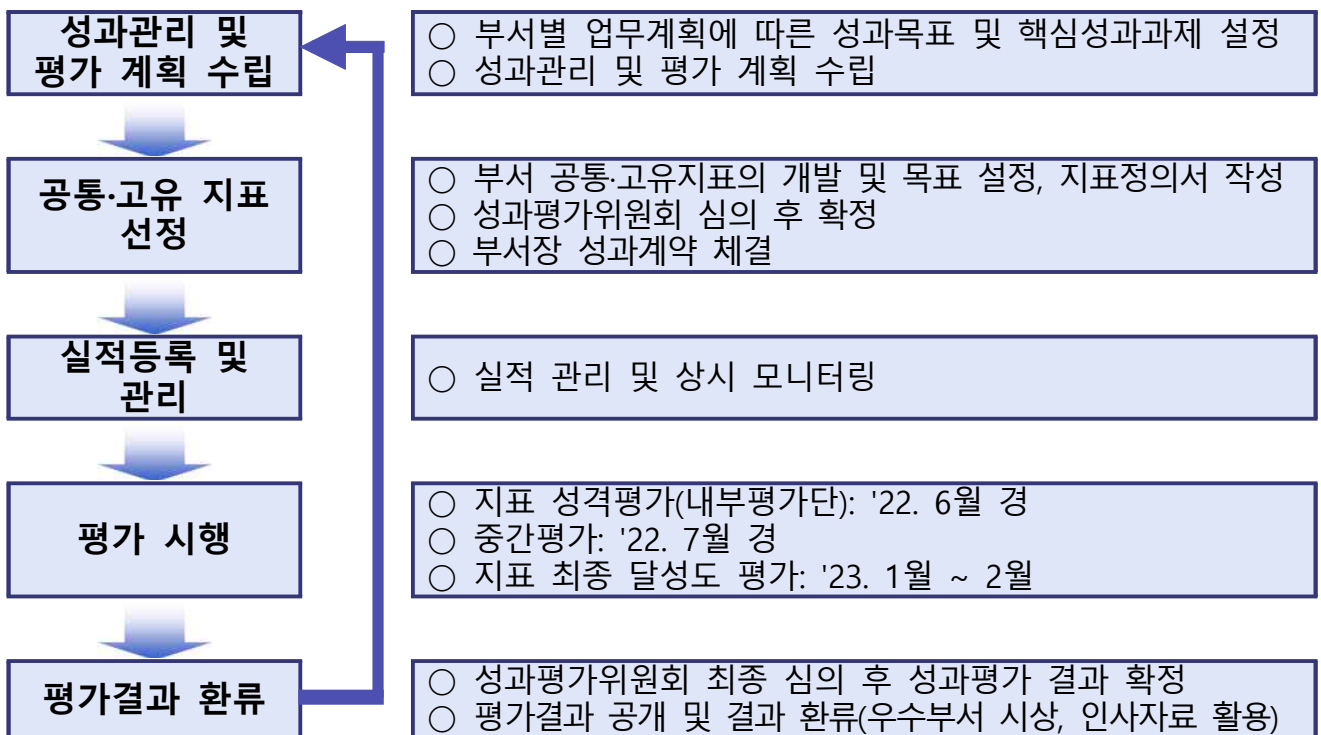 성과관리 및
평가 계획 수립
○ 부서별 업무계획에 따른 성과목표 및 핵심성과과제 설정
○ 성과관리 및 평가 계획 수립
공통·고유 지표
선정
○ 부서 공통·고유지표의 개발 및 목표 설정, 지표정의서 작성
○ 성과평가위원회 심의 후 확정
○ 부서장 성과계약 체결
실적등록 및
관리
○ 실적 관리 및 상시 모니터링
평가 시행
○ 지표 성격평가(내부평가단): '22. 6월 경
○ 중간평가: '22. 7월 경
○ 지표 최종 달성도 평가: '23. 1월 ~ 2월
평가결과 환류
○ 성과평가위원회 최종 심의 후 성과평가 결과 확정
○ 평가결과 공개 및 결과 환류(우수부서 시상, 인사자료 활용)